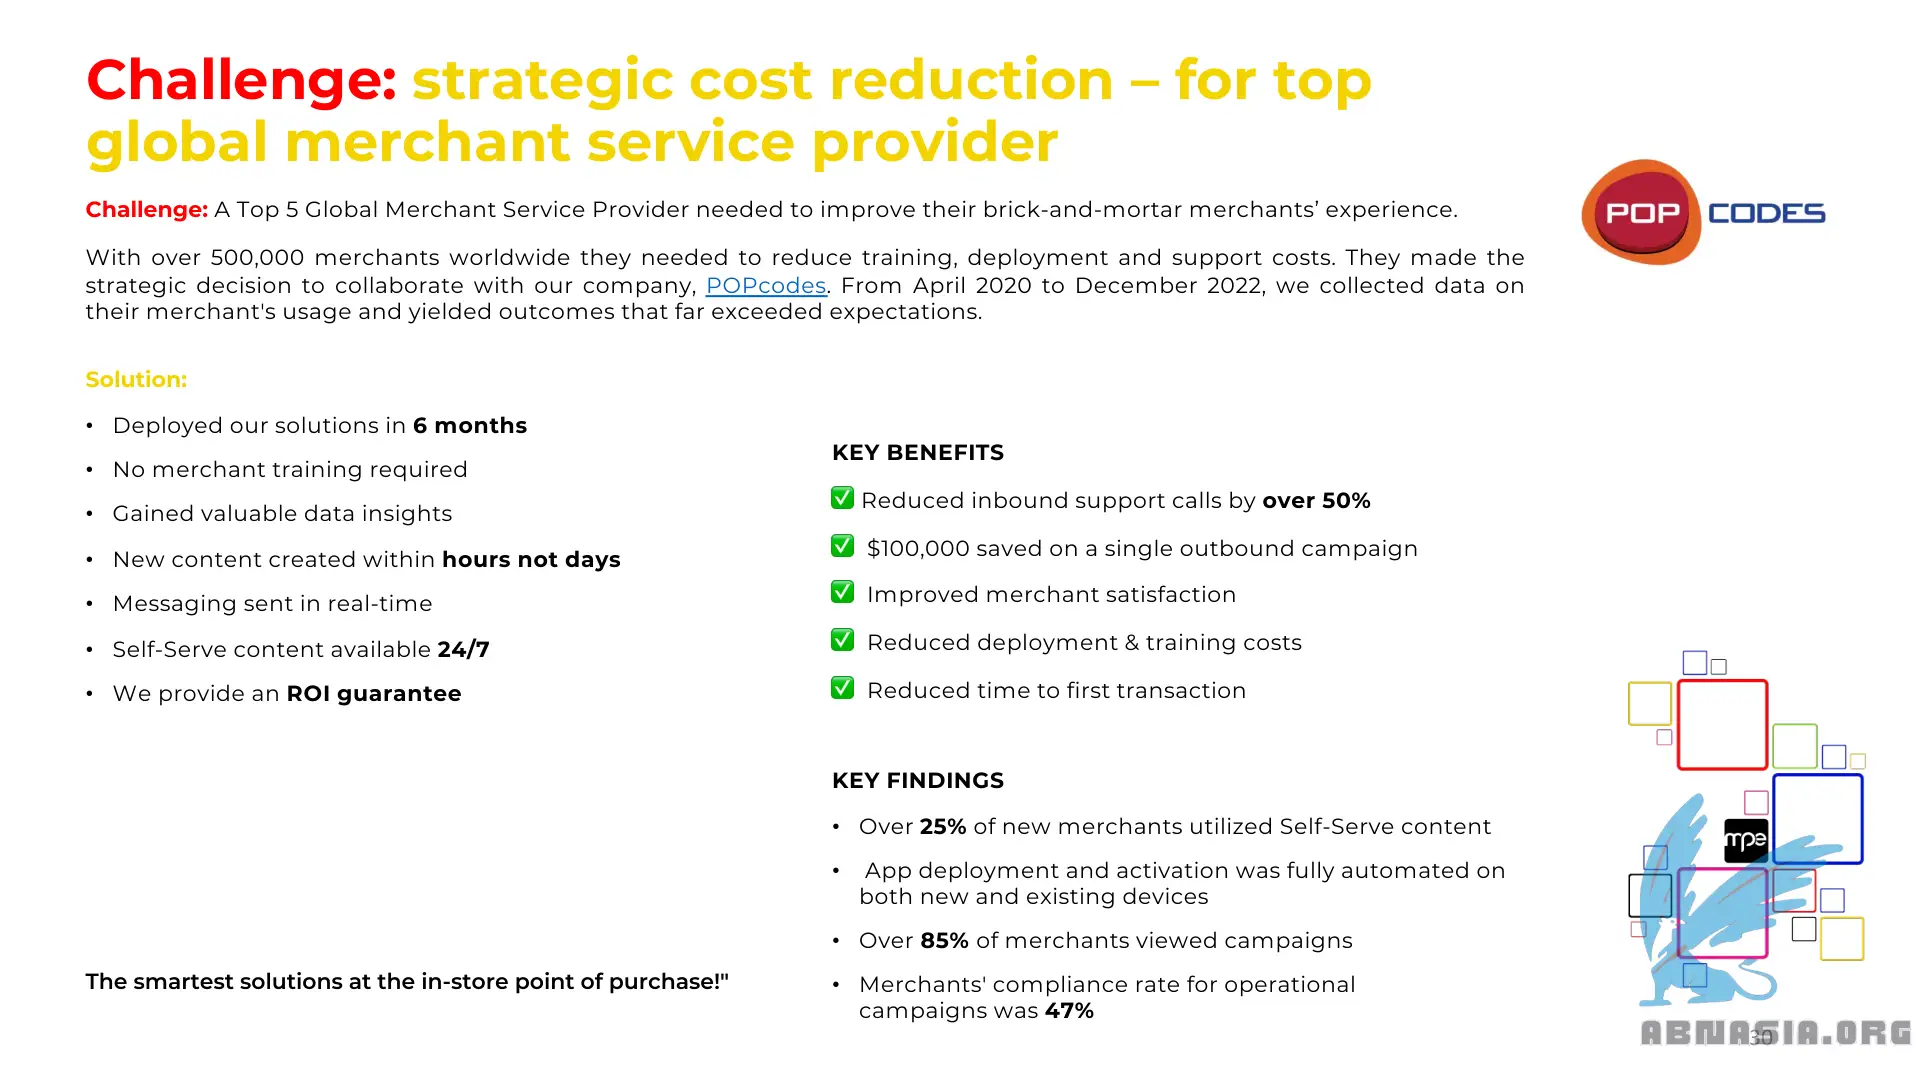 Challenge: strategic cost reduction – for top
global merchant service provider
POP CODES
Challenge: A Top 5 Global Merchant Service Provider needed to improve their brick-and-mortar merchants’ experience.
With over 500,000 merchants worldwide they needed to reduce training, deployment and support costs. They made the
strategic decision to collaborate with our company, POPcodes. From April 2020 to December 2022, we collected data on
their merchant's usage and yielded outcomes that far exceeded expectations.
Solution:
• Deployed our solutions in 6 months
• No merchant training required
• Gained valuable data insights
• New content created within hours not days
• Messaging sent in real-time
• Self-Serve content available 24/7
• We provide an ROI guarantee
The smartest solutions at the in-store point of purchase!"
KEY BENEFITS
✅ Reduced inbound support calls by over 50%
✅ $100,000 saved on a single outbound campaign
✅ Improved merchant satisfaction
✅ Reduced deployment & training costs
✅ Reduced time to first transaction
KEY FINDINGS
• Over 25% of new merchants utilized Self-Serve content
• App deployment and activation was fully automated on
both new and existing devices
• Over 85% of merchants viewed campaigns
• Merchants' compliance rate for operational
campaigns was 47%
mpe
ABNASIA.ORG
30